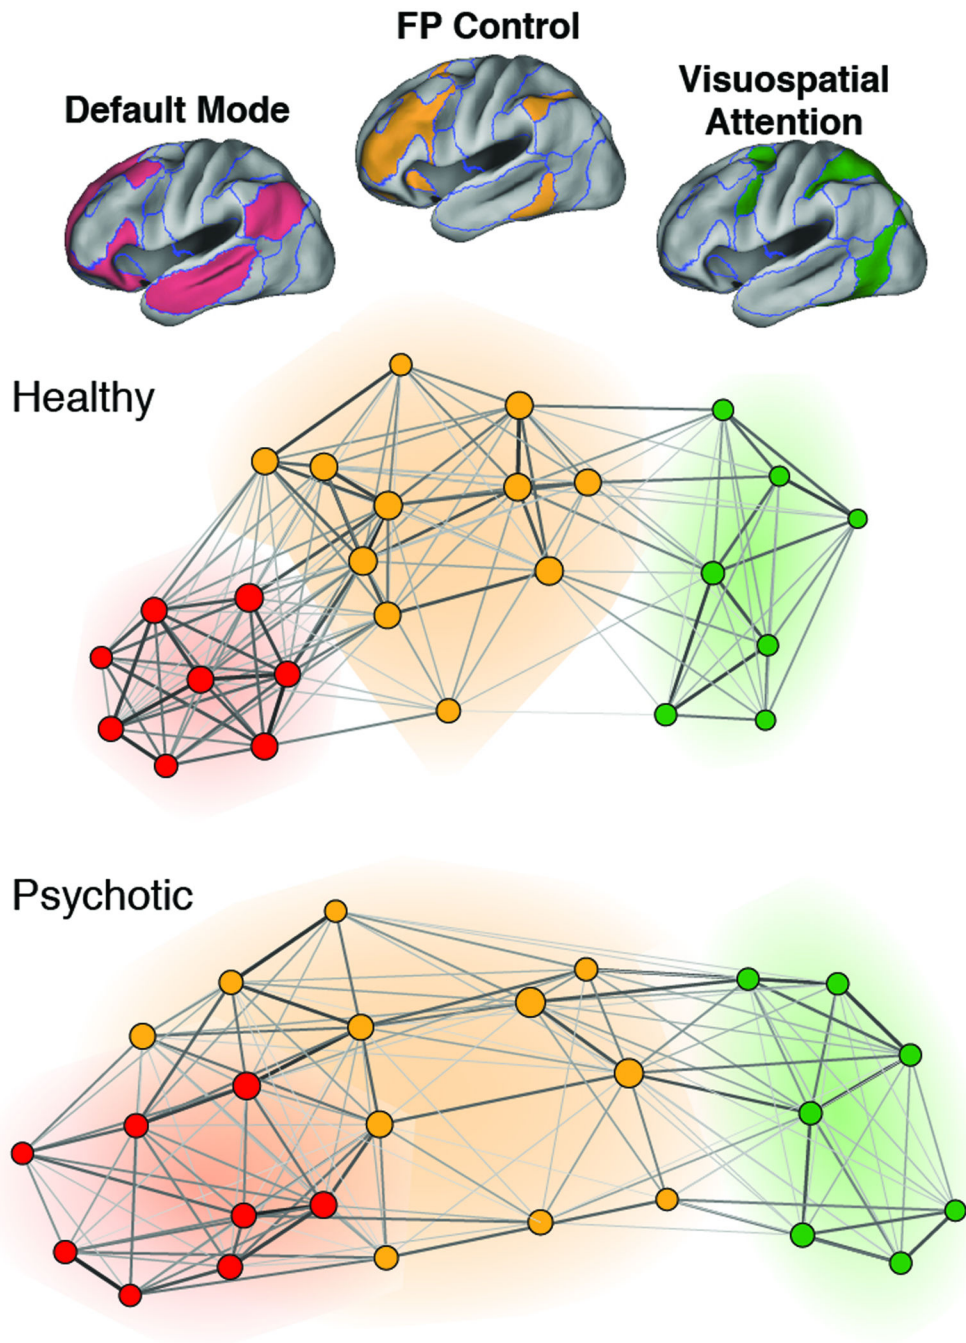 FP Control
Default Mode
Visuospatial
Attention
Healthy
Psychotic